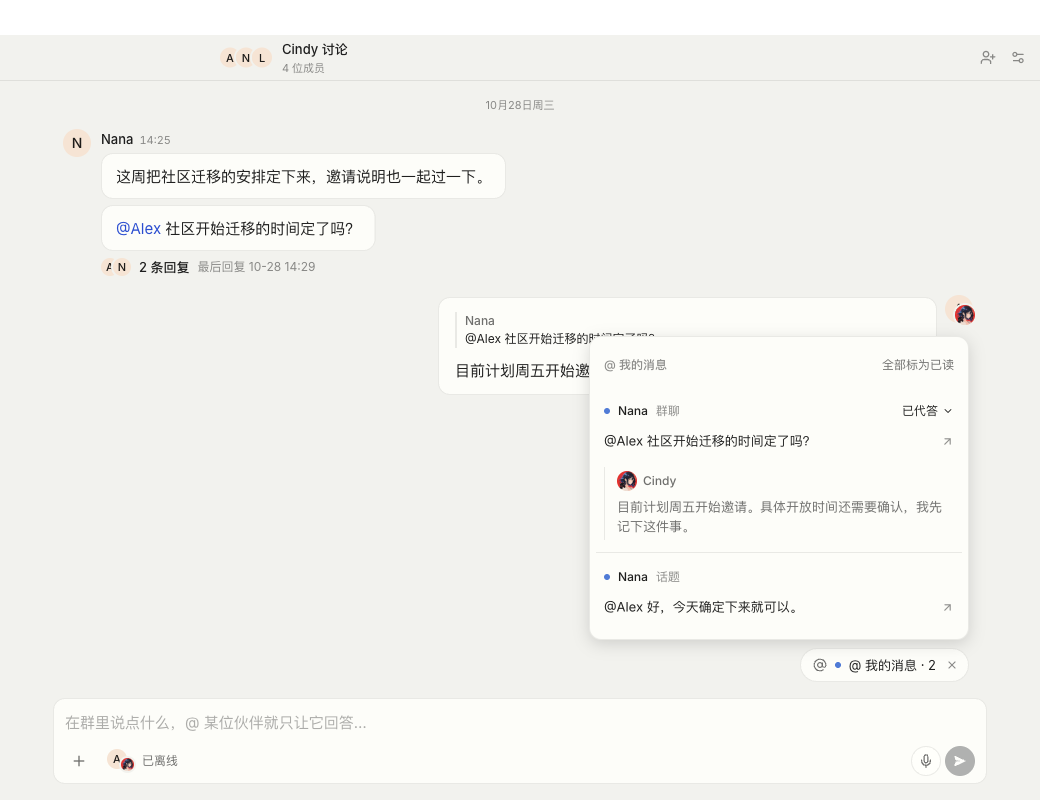 A N L
Cindy 讨论
4 位成员
10月28日周三
N
Nana 14:25
这周把社区迁移的安排定下来，邀请说明也一起过一下。
@Alex 社区开始迁移的时间定了吗？
A N 2 条回复 最后回复 10-28 14:29
Nana
@Alex 社区开始迁移的时间定了吗？
目前计划周五开始邀
@ 我的消息 全部标为已读
Nana 群聊 已代答
@Alex 社区开始迁移的时间定了吗？
Cindy
目前计划周五开始邀请。具体开放时间还需要确认，我先
记下这件事。
Nana 话题
@Alex 好，今天确定下来就可以。
@ @ 我的消息 · 2 ×
在群里说点什么，@ 某位伙伴就只让它回答...
A 已离线